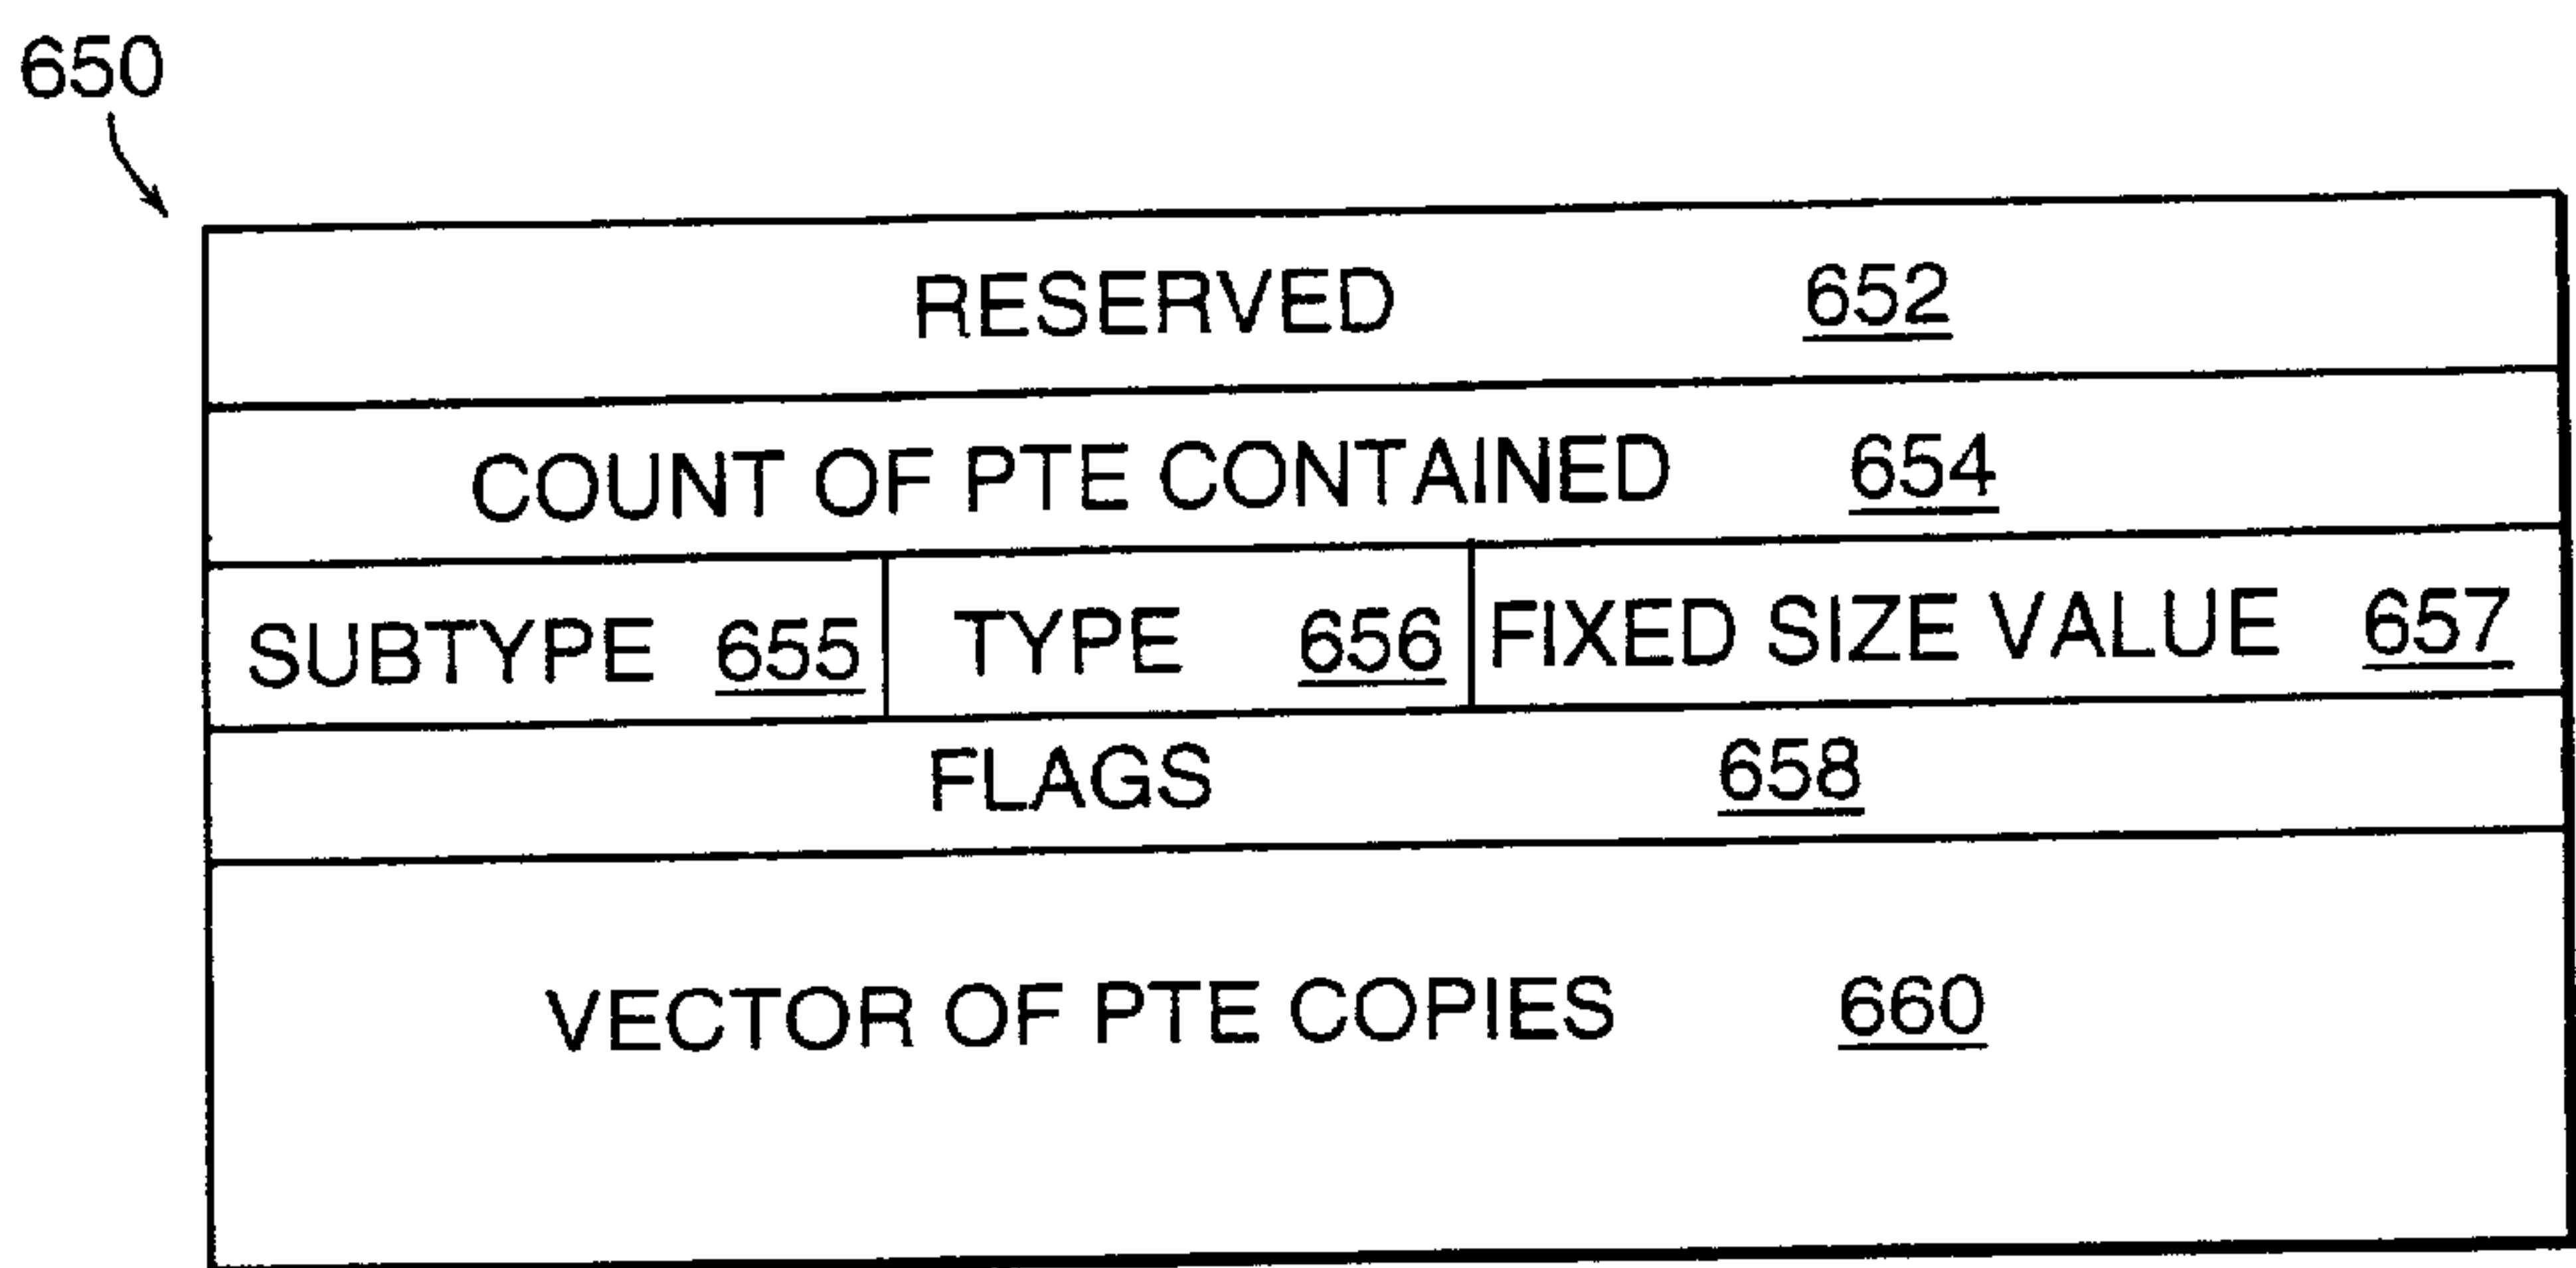 650
RESERVED 652
COUNT OF PTE CONTAINED 654
SUBTYPE 655 TYPE 656 FIXED SIZE VALUE 657
FLAGS 658
VECTOR OF PTE COPIES 660